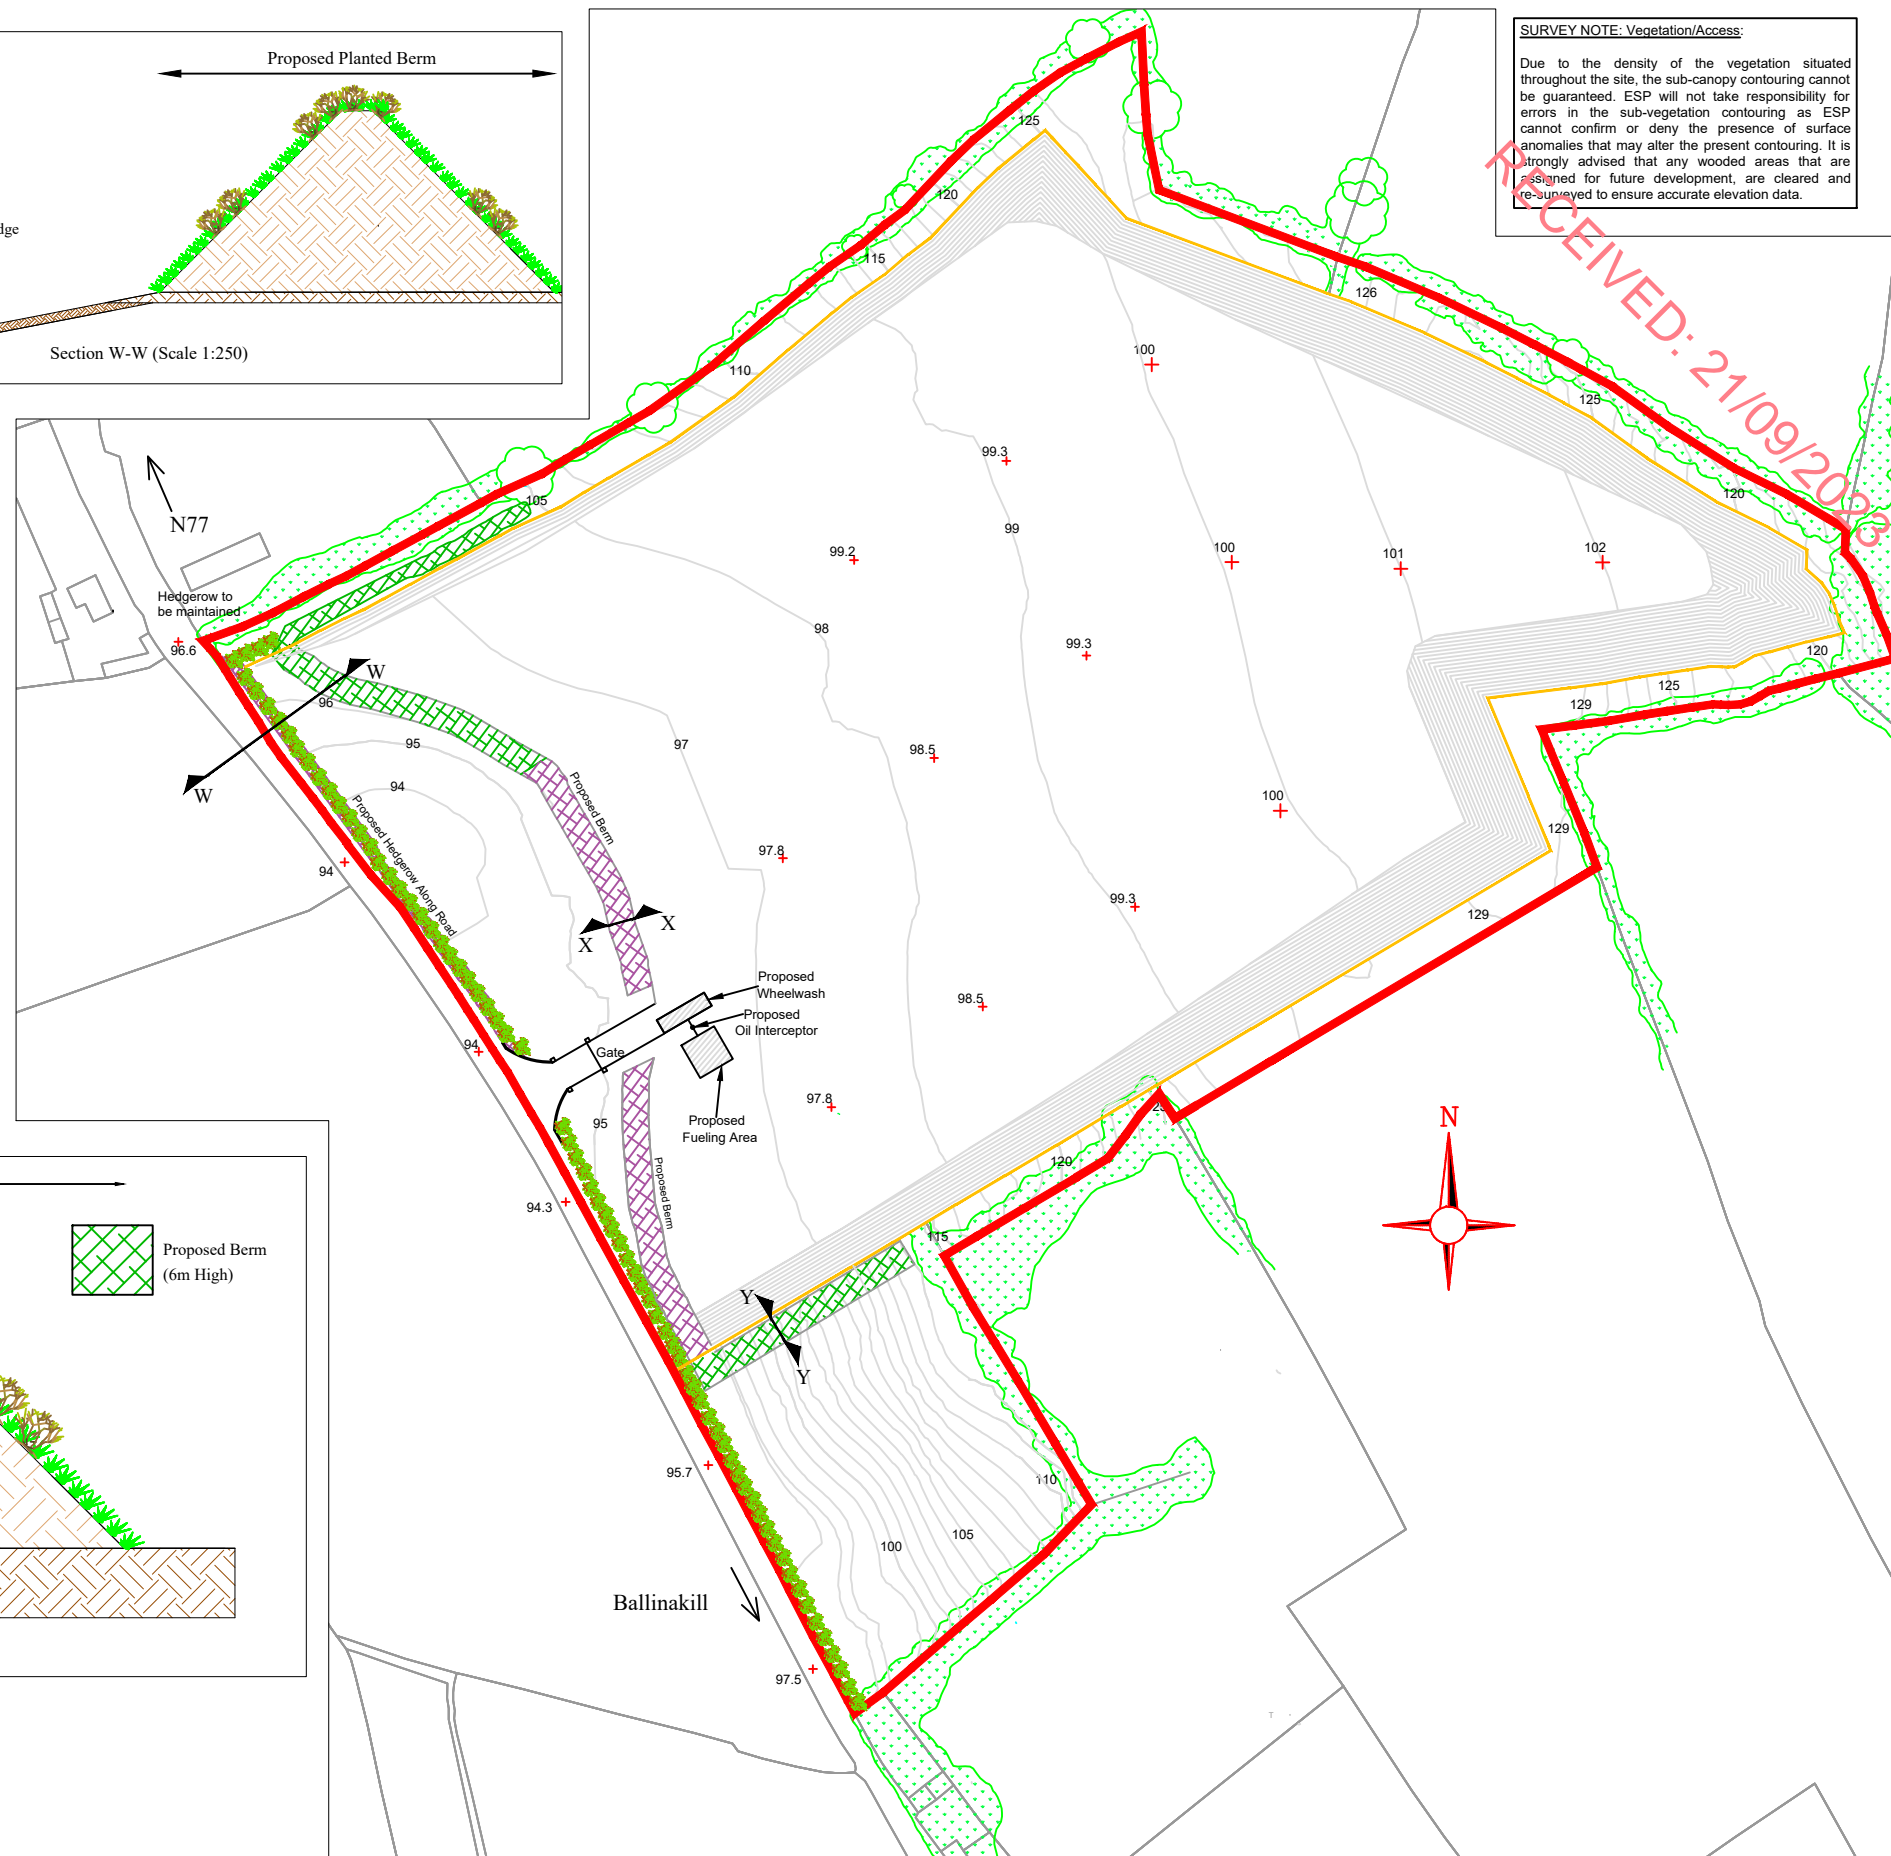 Proposed Planted Berm
Section W-W (Scale 1:250)
SURVEY NOTE: Vegetation/Access:
Due to the density of the vegetation situated
throughout the site, the sub-canopy contouring cannot
be guaranteed. ESP will not take responsibility for
errors in the sub-vegetation contouring as ESP
cannot confirm or deny the presence of surface
anomalies that may alter the present contouring. It is
strongly advised that any wooded areas that are
assigned for future development, are cleared and
re-surveyed to ensure accurate elevation data.
RECEIVED: 21/09/2023
125
120
115
126
110
100
125
99.3
120
105
N77
99
99.2
100
101
102
Hedgerow to
be maintained
96.6
98
99.3
120
W
125
96
129
95
97
98.5
94
W
Proposed Berm
100
129
Proposed Hedgerow Along Road
97.8
94
99.3
129
X
X
Proposed
Wheelwash
98.5
Proposed
Oil Interceptor
94
Gate
97.8
95
Proposed
Fueling Area
N
120
Proposed Berm
94.3
115
Proposed Berm
(6m High)
Y
Y
95.7
110
105
100
Ballinakill
97.5